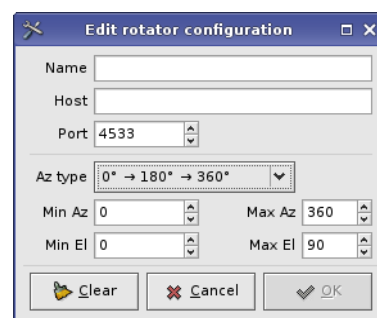 Edit rotator configuration
Name
Host
Port 4533
Az type 0° → 180° → 360°
Min Az 0 Max Az 360
Min El 0 Max El 90
Clear Cancel OK